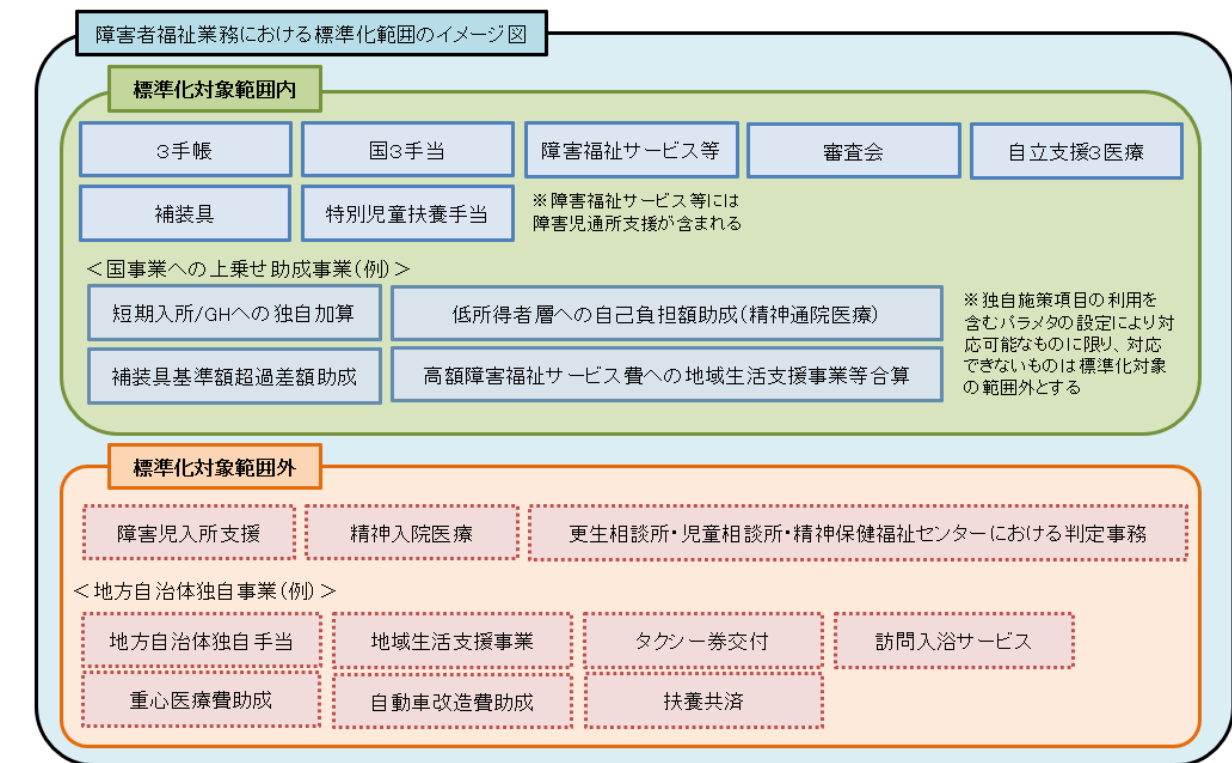 障害者福祉業務における標準化範囲のイメージ図
標準化対象範囲内
3手帳
国3手当
障害福祉サービス等
審査会
自立支援3医療
補装具
特別児童扶養手当
※障害福祉サービス等には
障害児通所支援が含まれる
＜国事業への上乗せ助成事業(例)＞
短期入所/GHへの独自加算
低所得者層への自己負担額助成(精神通院医療)
補装具基準額超過差額助成
高額障害福祉サービス費への地域生活支援事業等合算
※独自施策項目の利用を
含むパラメタの設定により対
応可能なものに限り、対応
できないものは標準化対象
の範囲外とする
標準化対象範囲外
障害児入所支援
精神入院医療
更生相談所・児童相談所・精神保健福祉センターにおける判定事務
＜地方自治体独自事業(例)＞
地方自治体独自手当
地域生活支援事業
タクシー券交付
訪問入浴サービス
重心医療費助成
自動車改造費助成
扶養共済